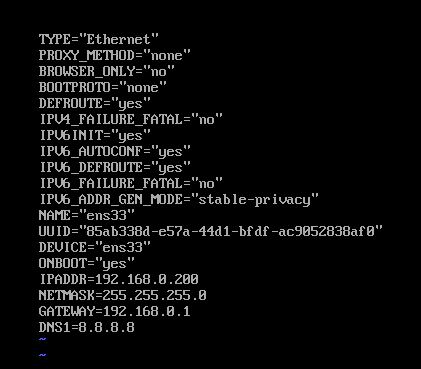 TYPE="Ethernet"
PROXY_METHOD="none"
BROWSER_ONLY="no"
BOOTPROTO="none"
DEFROUTE="yes"
IPV4_FAILURE_FATAL="no"
IPV6INIT="yes"
IPV6_AUTOCONF="yes"
IPV6_DEFROUTE="yes"
IPV6_FAILURE_FATAL="no"
IPV6_ADDR_GEN_MODE="stable-privacy"
NAME="ens33"
UUID="85ab338d-e57a-44d1-bfdf-ac9052838af0"
DEVICE="ens33"
ONBOOT="yes"
IPADDR=192.168.0.200
NETMASK=255.255.255.0
GATEWAY=192.168.0.1
DNS1=8.8.8.8
~
~